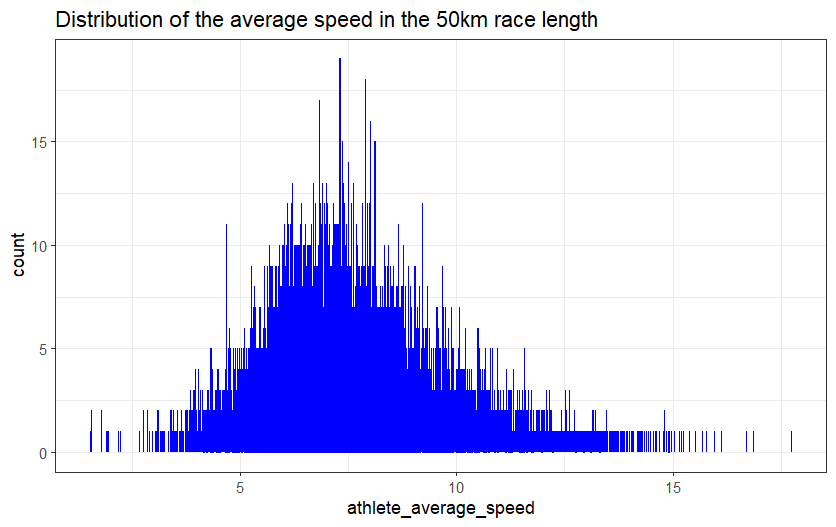 Distribution of the average speed in the 50km race length
count
15
10
5
0
5
10
15
athlete_average_speed